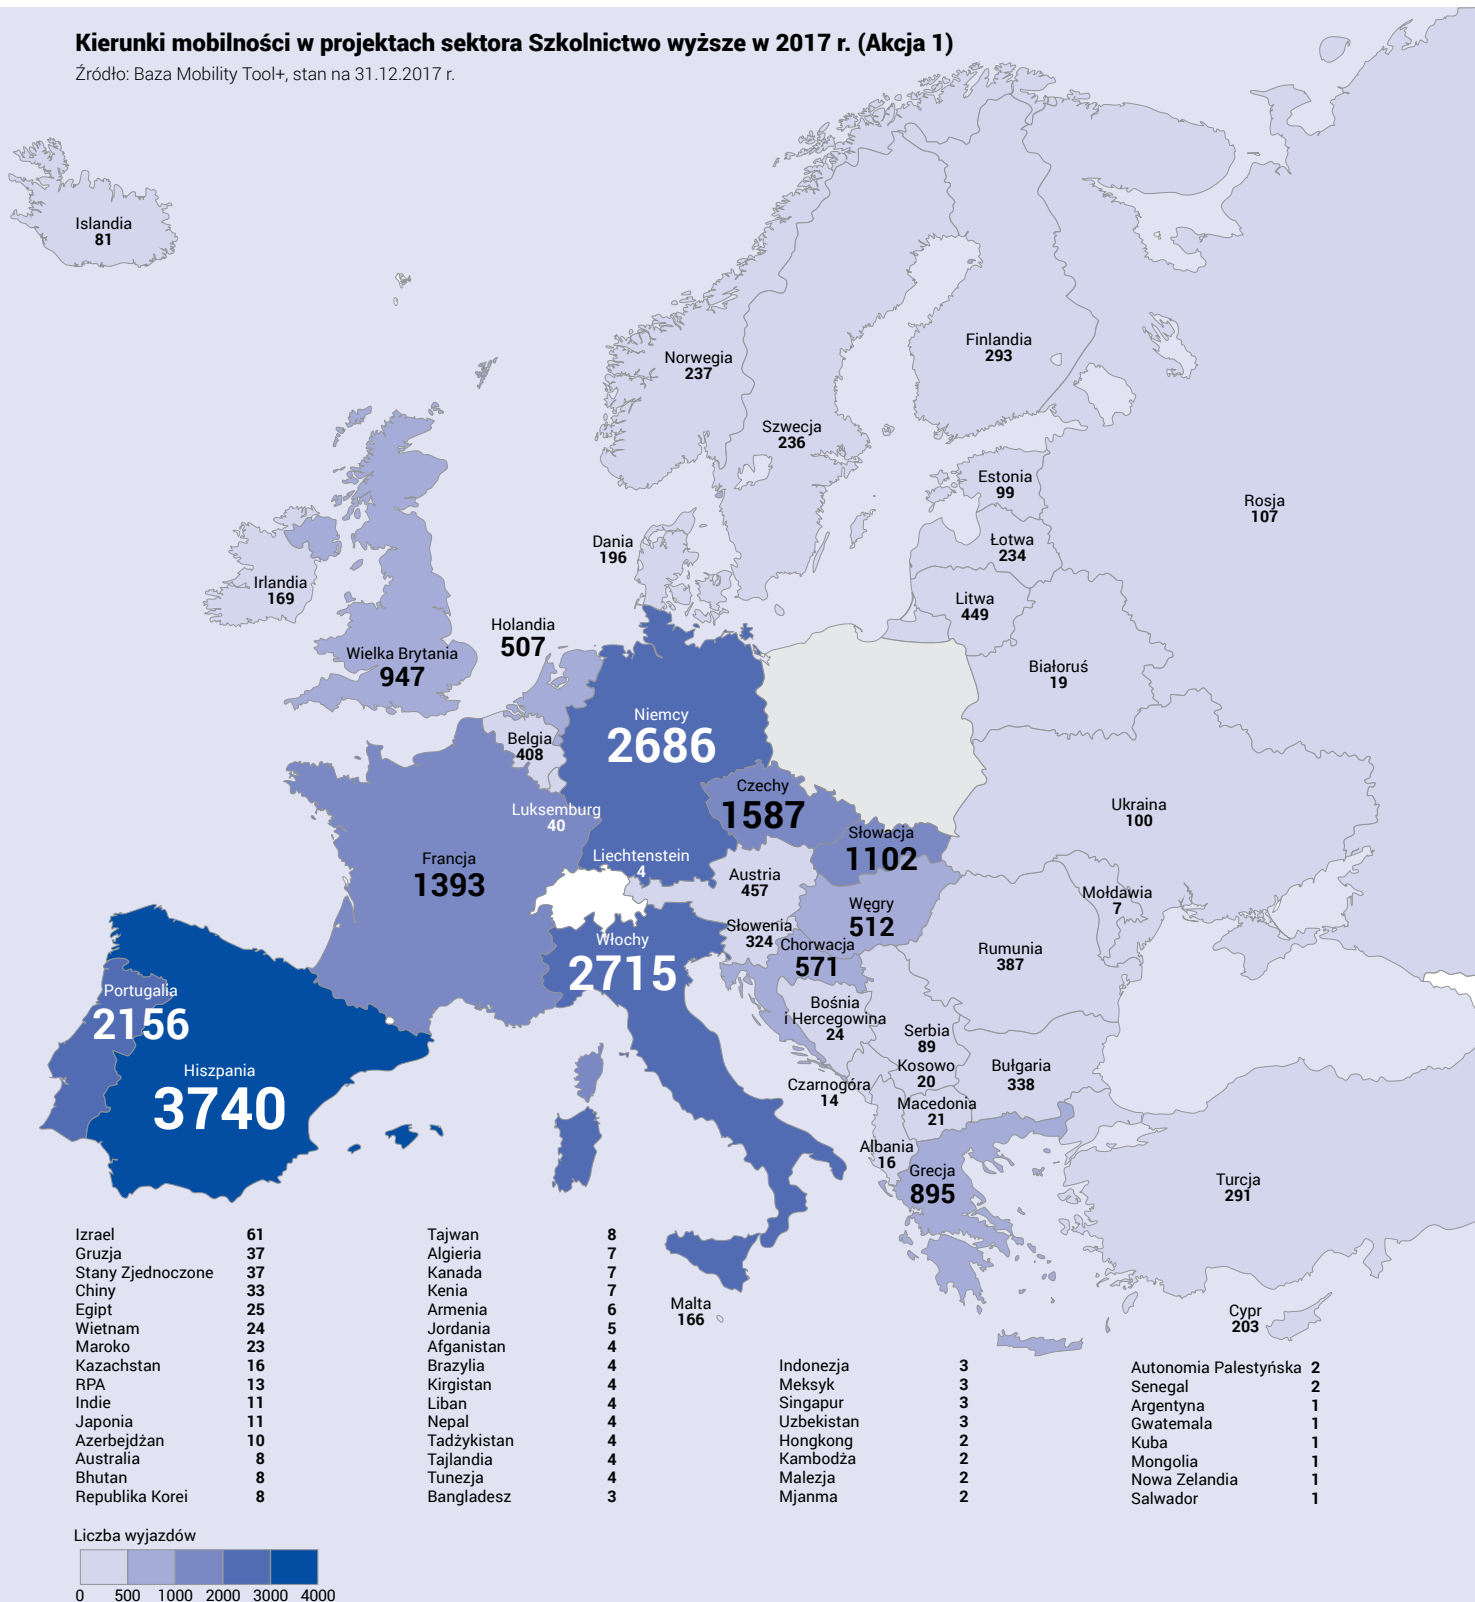 Kierunki mobilności w projektach sektora Szkolnictwo wyższe w 2017 r. (Akcja 1)
Źródło: Baza Mobility Tool+, stan na 31.12.2017 r.
Islandia
81
Norwegia
237
Finlandia
293
Szwecja
236
Estonia
99
Rosja
107
Łotwa
234
Dania
196
Irlandia
169
Litwa
449
Holandia
507
Wielka Brytania
947
Białoruś
19
Niemcy
2686
Belgia
408
Czechy
1587
Ukraina
100
Luksemburg
40
Słowacja
1102
Francja
1393
Liechtenstein
4
Austria
457
Mołdawia
7
Węgry
512
Słowenia
324
Włochy
2715
Chorwacja
571
Rumunia
387
Portugalia
2156
Bośnia
i Hercegowina
24
Serbia
89
Hiszpania
3740
Kosowo
20
Bułgaria
338
Czarnogóra
14
Macedonia
21
Albania
16
Grecja
895
Turcja
291
Malta
166
Cypr
203
Izrael 61
Gruzja 37
Stany Zjednoczone 37
Chiny 33
Egipt 25
Wietnam 24
Maroko 23
Kazachstan 16
RPA 13
Indie 11
Japonia 11
Azerbejdżan 10
Australia 8
Bhutan 8
Republika Korei 8
Tajwan 8
Algieria 7
Kanada 7
Kenia 7
Armenia 6
Jordania 5
Afganistan 4
Brazylia 4
Kirgistan 4
Liban 4
Nepal 4
Tadżykistan 4
Tajlandia 4
Tunezja 4
Bangladesz 3
Indonezja 3
Meksyk 3
Singapur 3
Uzbekistan 3
Hongkong 2
Kambodża 2
Malezja 2
Mjanma 2
Autonomia Palestyńska 2
Senegal 2
Argentyna 1
Gwatemala 1
Kuba 1
Mongolia 1
Nowa Zelandia 1
Salwador 1
Liczba wyjazdów
0 500 1000 2000 3000 4000